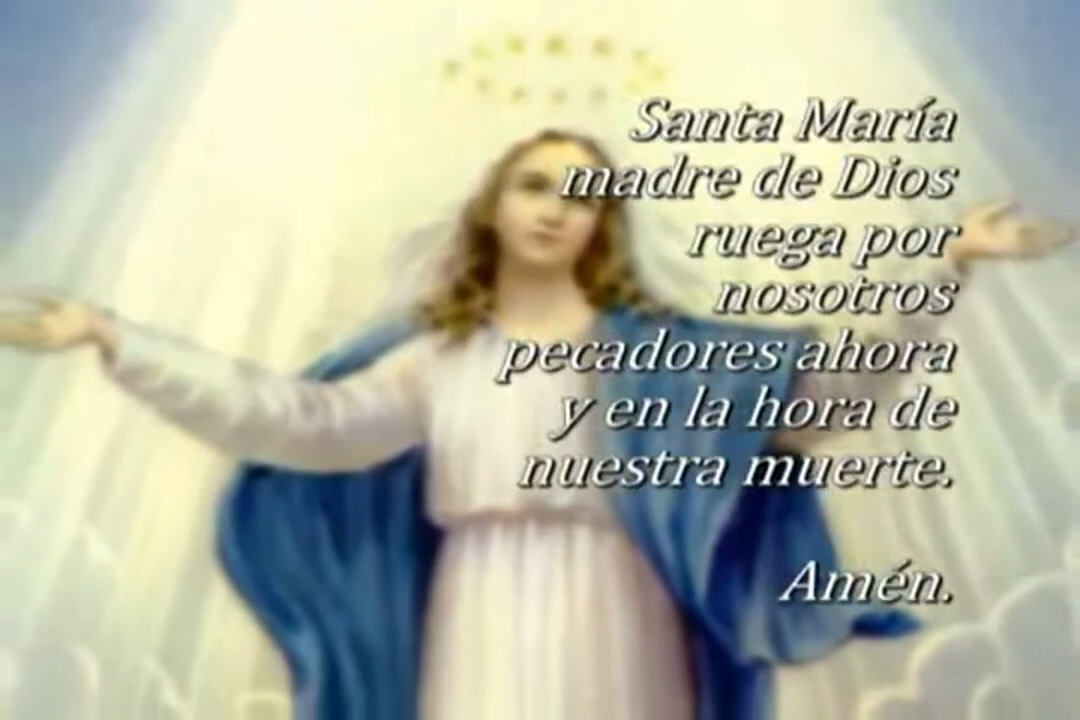 Santa María
madre de Dios
ruega por
nosotros
pecadores ahora
y en la hora de
nuestra muerte.
Amén.